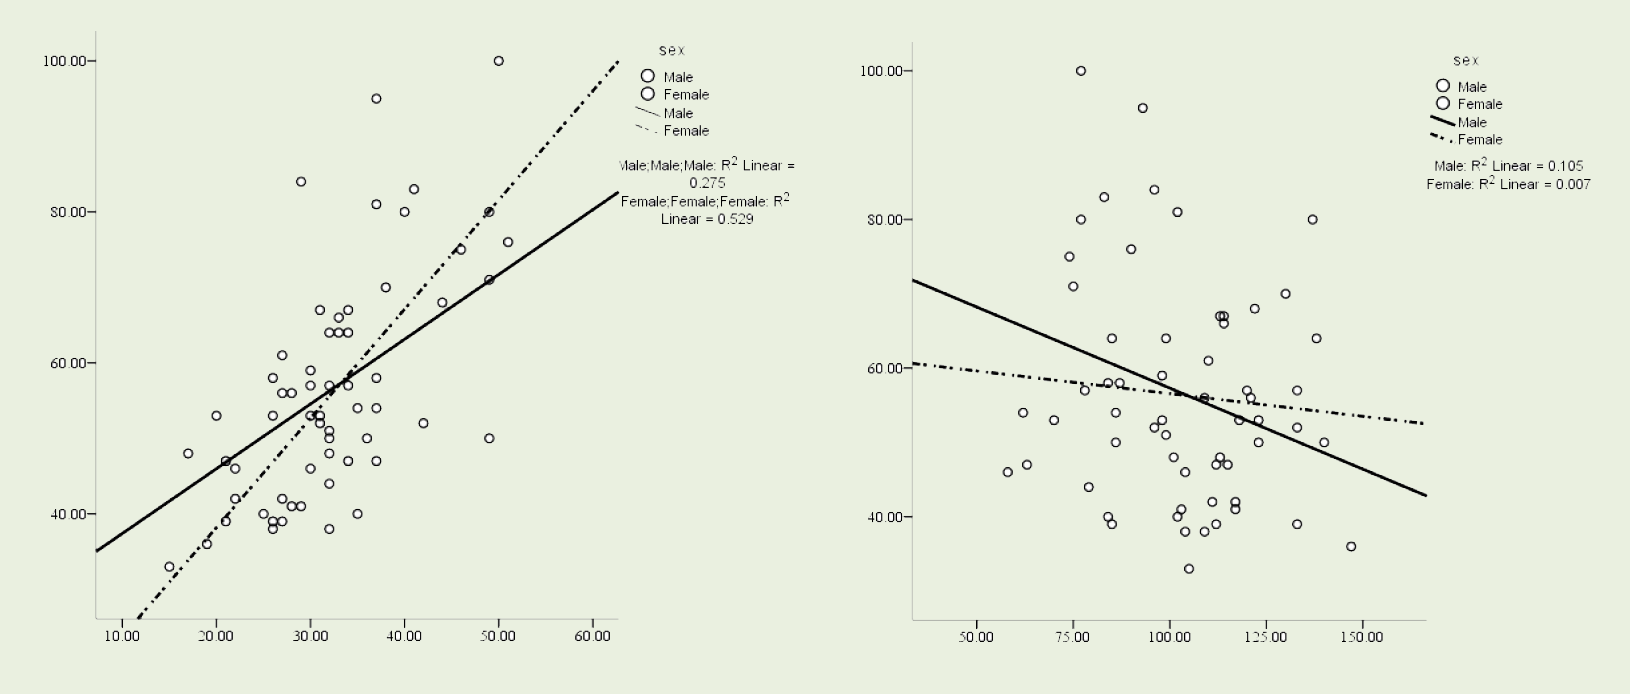 100.00
80.00
60.00
40.00
10.00 20.00 30.00 40.00 50.00 60.00
sex
Male
Female
Male
Female
Male;Male;Male: R² Linear =
0.275
Female;Female;Female: R²
Linear = 0.529
100.00
80.00
60.00
40.00
50.00 75.00 100.00 125.00 150.00
sex
Male
Female
Male
Female
Male: R² Linear = 0.105
Female: R² Linear = 0.007